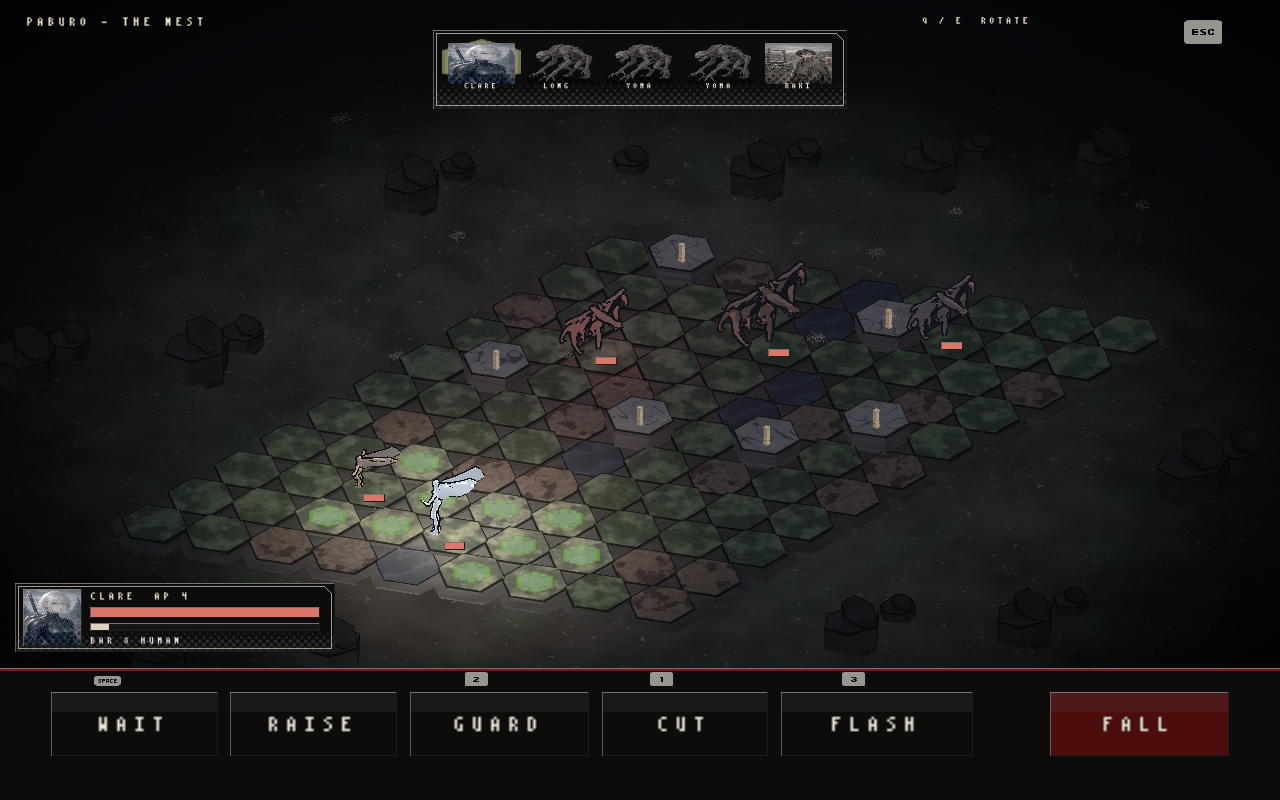 PABURO - THE NEST
Q / E ROTATE
ESC
CLARE LONG YOMA YOMA RAKI
CLARE AP 4
BAR 8 HUMAN
SPACE 2 1 3
WAIT RAISE GUARD CUT FLASH FALL